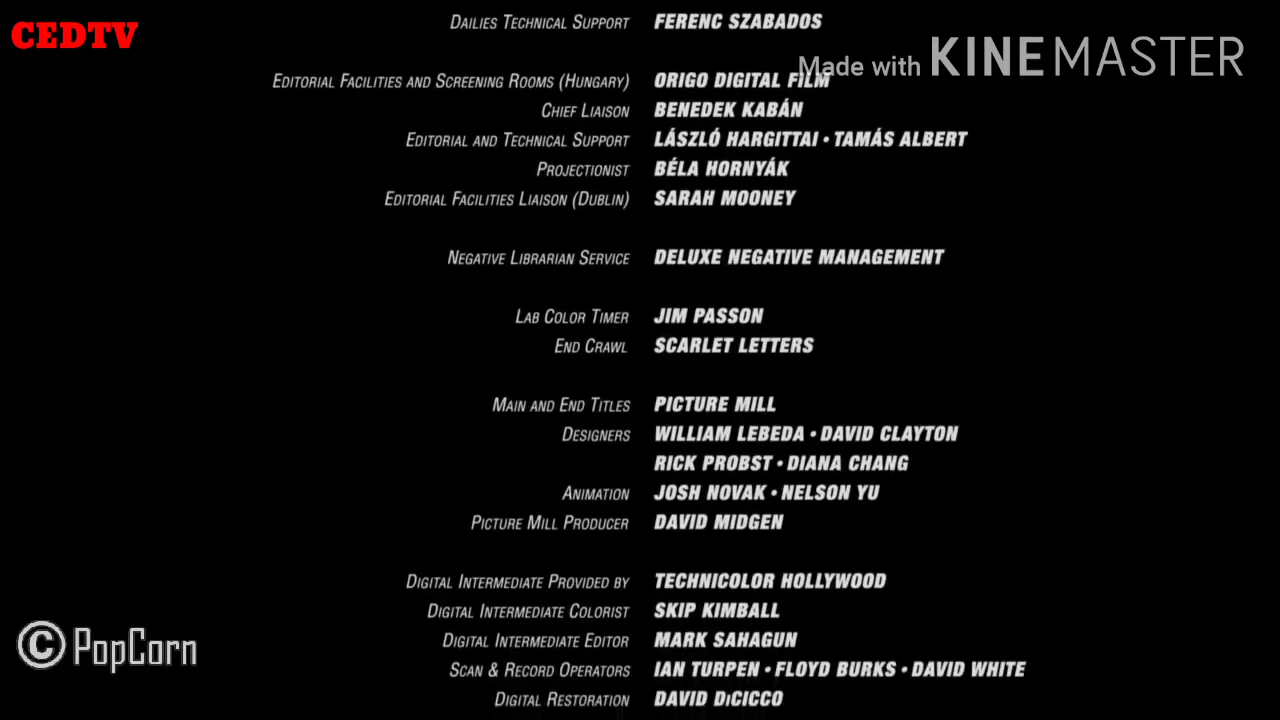 CEDTV
Made with KINEMASTER
Dailies Technical Support FERENC SZABADOS
Editorial Facilities and Screening Rooms (Hungary) ORIGO DIGITAL FILM
Chief Liaison BENEDEK KABÁN
Editorial and Technical Support LÁSZLÓ HARGITTAI • TAMÁS ALBERT
Projectionist BÉLA HORNYÁK
Editorial Facilities Liaison (Dublin) SARAH MOONEY
Negative Librarian Service DELUXE NEGATIVE MANAGEMENT
Lab Color Timer JIM PASSON
End Crawl SCARLET LETTERS
Main and End Titles PICTURE MILL
Designers WILLIAM LEBEDA • DAVID CLAYTON
RICK PROBST • DIANA CHANG
Animation JOSH NOVAK • NELSON YU
Picture Mill Producer DAVID MIDGEN
Digital Intermediate Provided by TECHNICOLOR HOLLYWOOD
Digital Intermediate Colorist SKIP KIMBALL
Digital Intermediate Editor MARK SAHAGUN
Scan & Record Operators IAN TURPEN • FLOYD BURKS • DAVID WHITE
Digital Restoration DAVID DiCICCO
© PopCorn